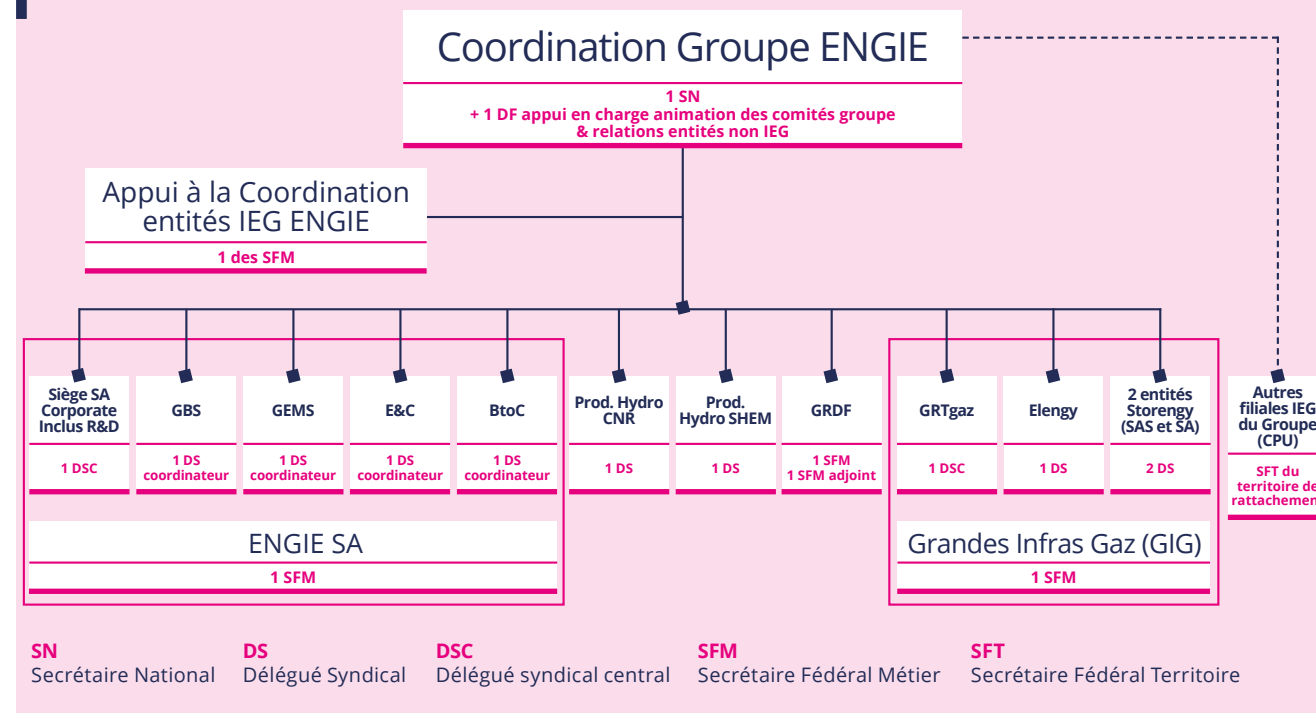 Coordination Groupe ENGIE
1 SN
+ 1 DF appui en charge animation des comités groupe
& relations entités non IEG
Appui à la Coordination
entités IEG ENGIE
1 des SFM
Siège SA
Corporate
Inclus R&D
1 DSC
GBS
1 DS
coordinateur
GEMS
1 DS
coordinateur
E&C
1 DS
coordinateur
BtoC
1 DS
coordinateur
Prod. Hydro
CNR
1 DS
Prod.
Hydro SHEM
1 DS
GRDF
1 SFM
1 SFM adjoint
GRTgaz
1 DSC
Elengy
1 DS
2 entités
Storengy
(SAS et SA)
2 DS
Autres
filiales IEG
du Groupe
(CPU)
SFT du
territoire de
rattachemen
ENGIE SA
1 SFM
Grandes Infras Gaz (GIG)
1 SFM
SN
Secrétaire National
DS
Délégué Syndical
DSC
Délégué syndical central
SFM
Secrétaire Fédéral Métier
SFT
Secrétaire Fédéral Territoire